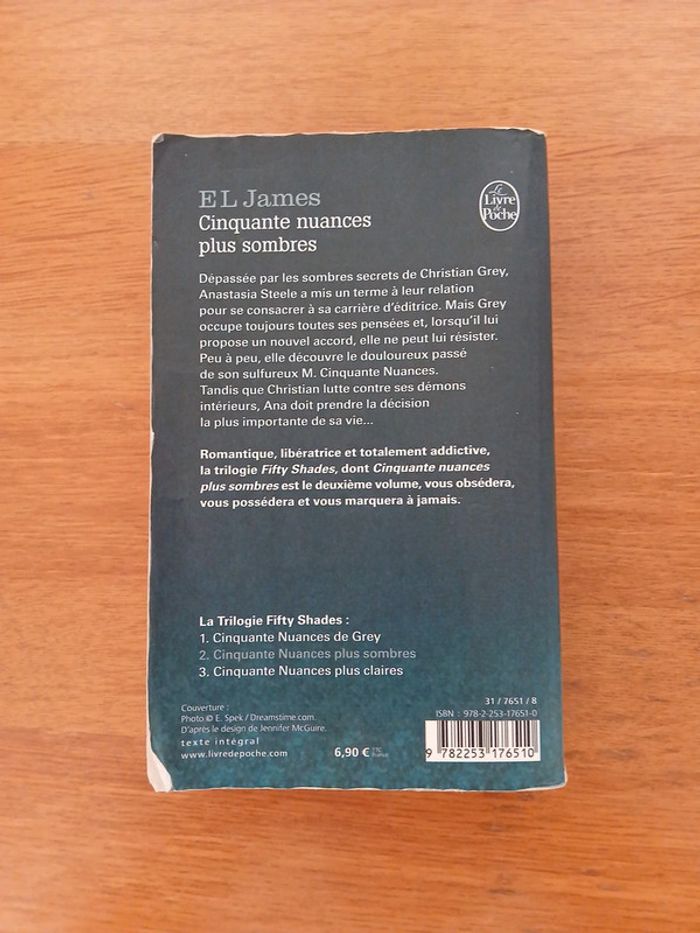 E L James
Cinquante nuances
plus sombres
Le
Livre
de
Poche
Dépassée par les sombres secrets de Christian Grey,
Anastasia Steele a mis un terme à leur relation
pour se consacrer à sa carrière d'éditrice. Mais Grey
occupe toujours toutes ses pensées et, lorsqu'il lui
propose un nouvel accord, elle ne peut lui résister.
Peu à peu, elle découvre le douloureux passé
de son sulfureux M. Cinquante Nuances.
Tandis que Christian lutte contre ses démons
intérieurs, Ana doit prendre la décision
la plus importante de sa vie...
Romantique, libératrice et totalement addictive,
la trilogie Fifty Shades, dont Cinquante nuances
plus sombres est le deuxième volume, vous obsédera,
vous possédera et vous marquera à jamais.
La Trilogie Fifty Shades :
1. Cinquante Nuances de Grey
2. Cinquante Nuances plus sombres
3. Cinquante Nuances plus claires
Couverture :
Photo © E. Spek / Dreamstime.com.
D'après le design de Jennifer McGuire.
texte intégral
www.livredepoche.com
6,90 € TTC
France
31 / 7651 / 8
ISBN : 978-2-253-17651-0
9 782253 176510